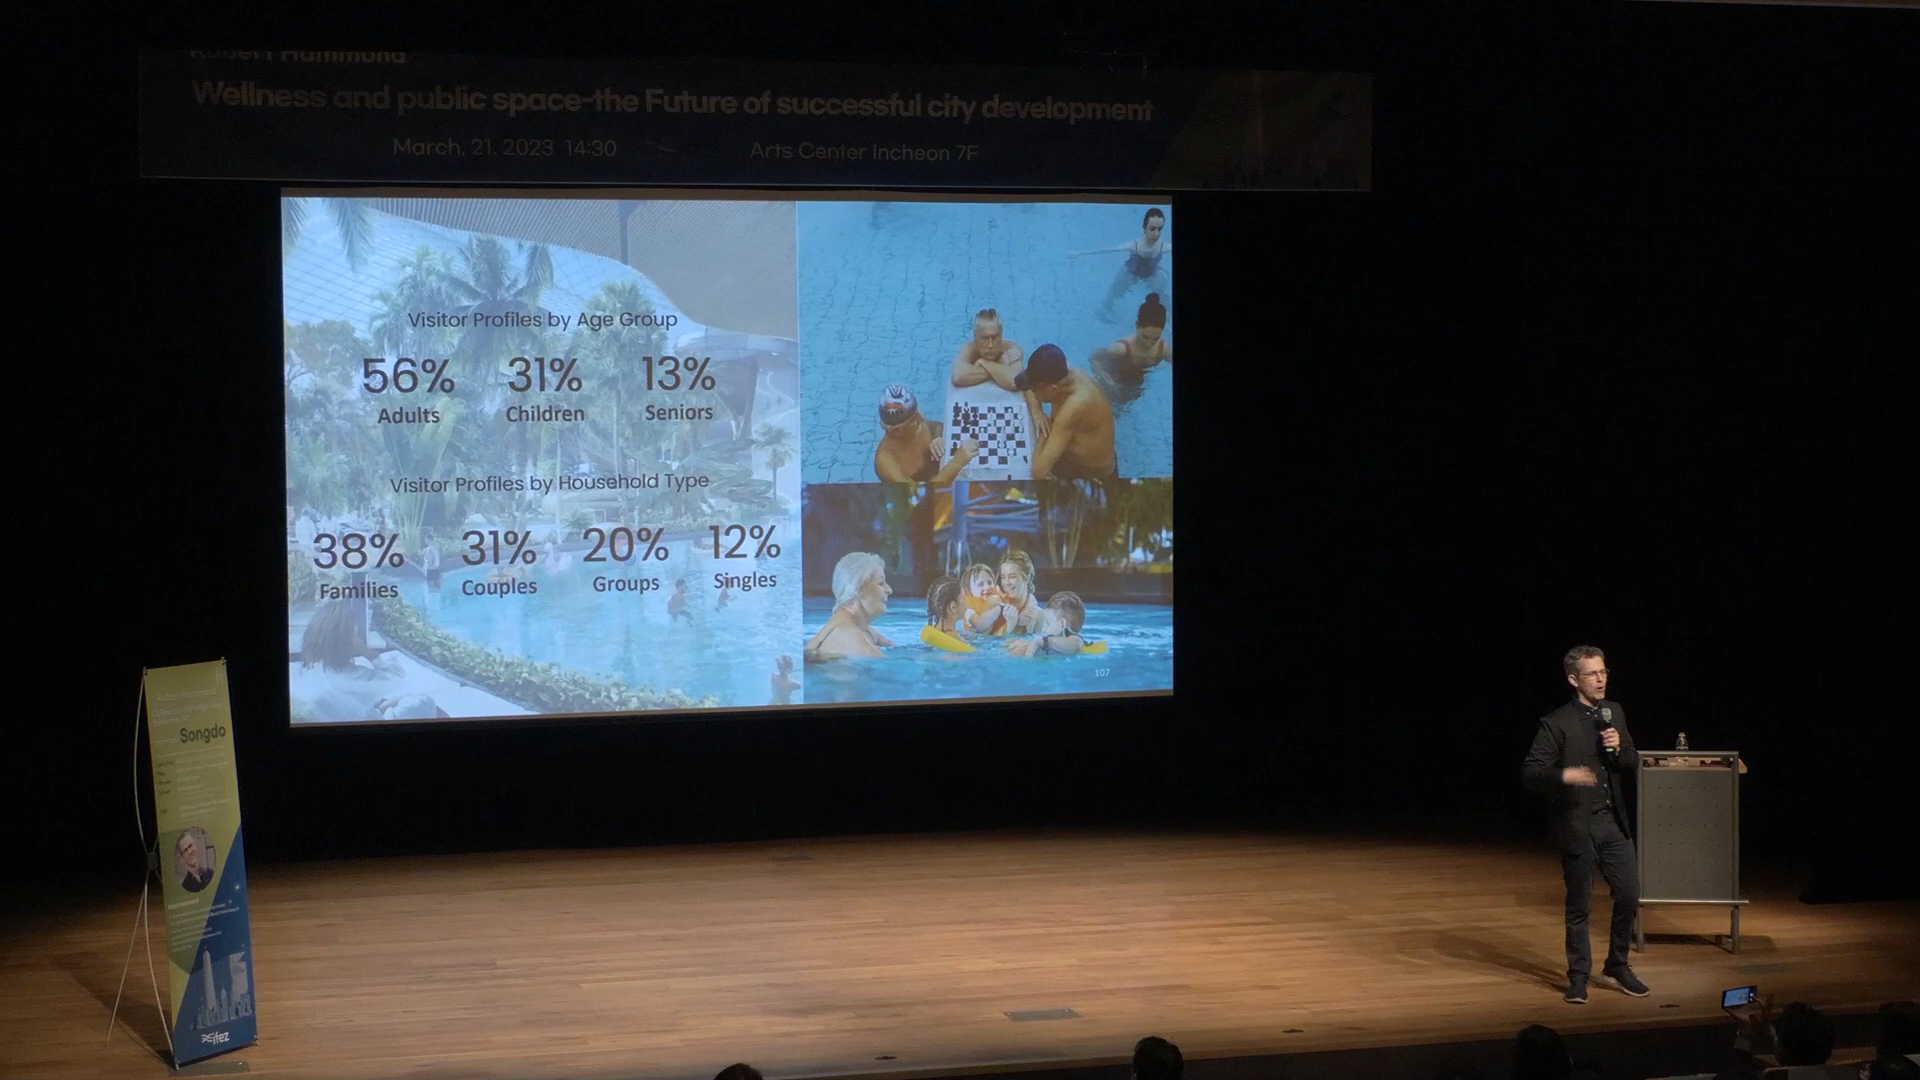 Robert Hammond
Wellness and public space-the Future of successful city development
March, 21. 2023 14:30
Arts Center Incheon 7F
Visitor Profiles by Age Group
56% 31% 13%
Adults Children Seniors
Visitor Profiles by Household Type
38% 31% 20% 12%
Families Couples Groups Singles
107
Songdo
ifez